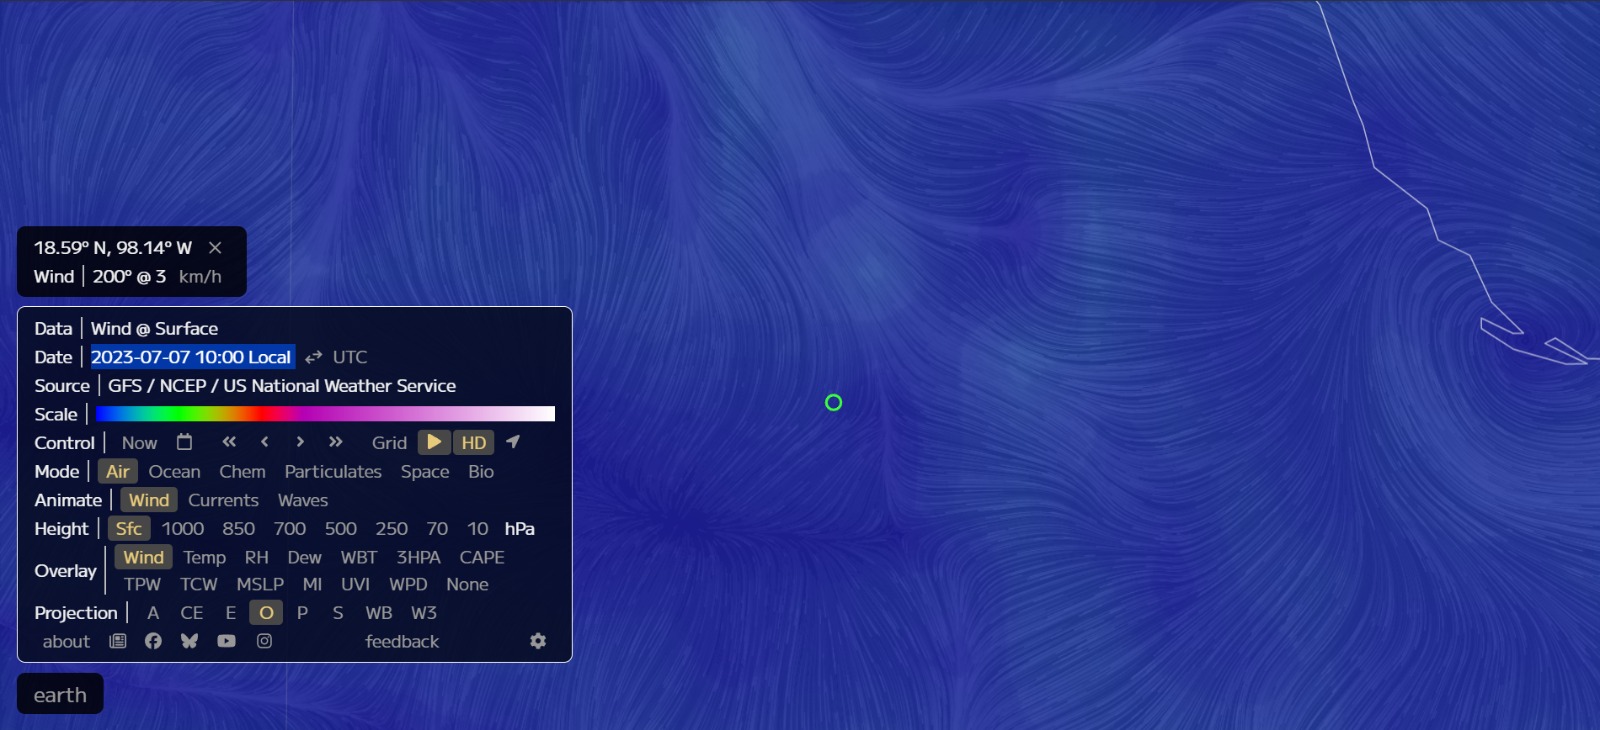 18.59° N, 98.14° W ×
Wind | 200° @ 3 km/h
Data | Wind @ Surface
Date | 2023-07-07 10:00 Local ⇄ UTC
Source | GFS / NCEP / US National Weather Service
Scale |
Control | Now « ‹ › » Grid HD
Mode | Air Ocean Chem Particulates Space Bio
Animate | Wind Currents Waves
Height | Sfc 1000 850 700 500 250 70 10 hPa
Overlay | Wind Temp RH Dew WBT 3HPA CAPE
TPW TCW MSLP MI UVI WPD None
Projection | A CE E O P S WB W3
about feedback
earth